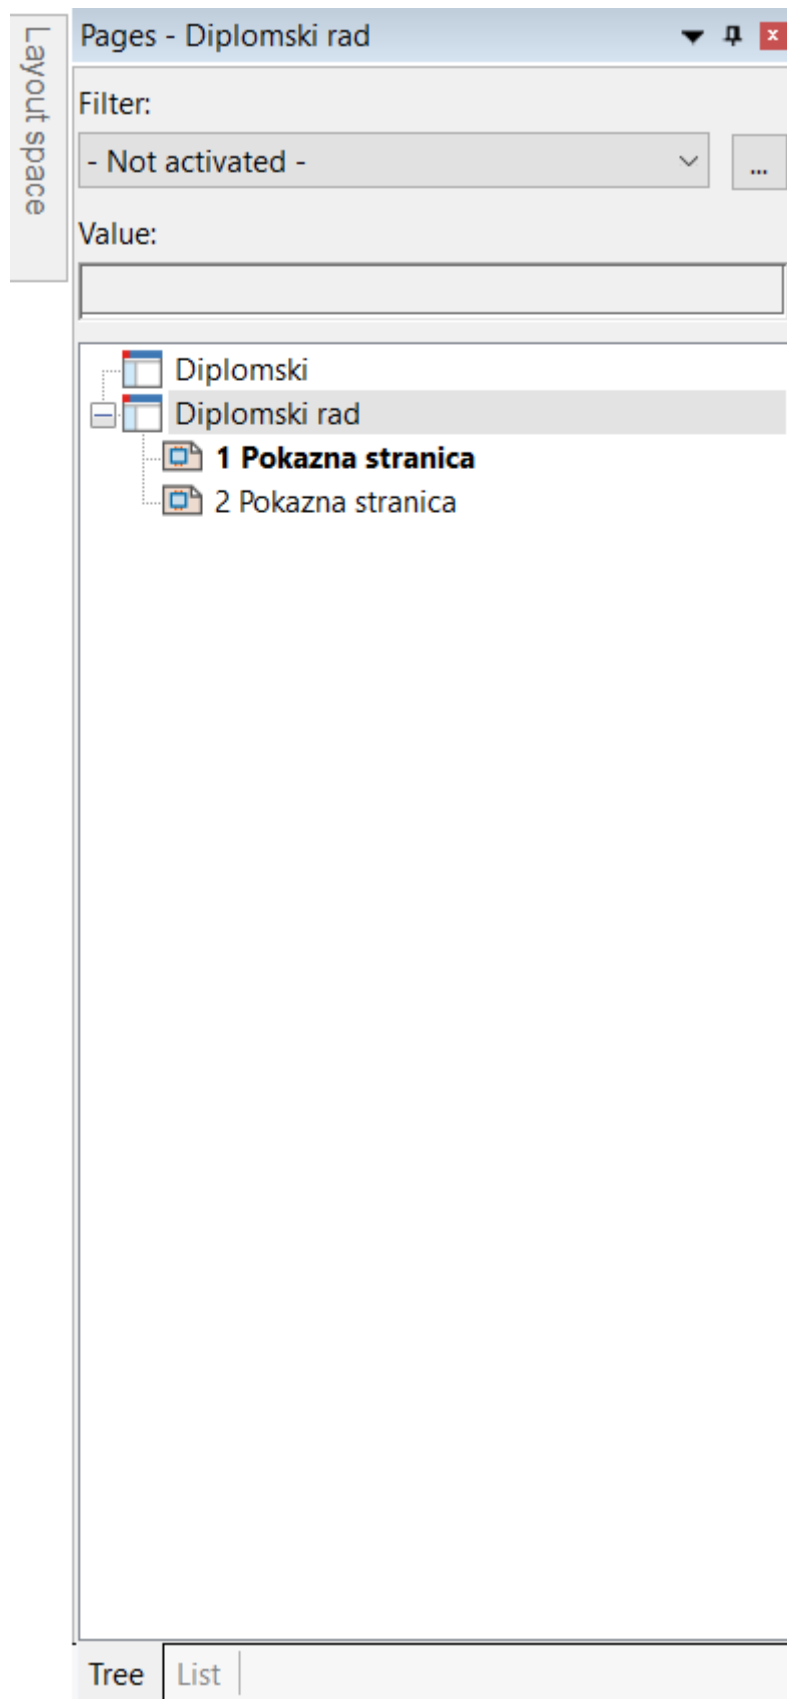 Layout space
Pages - Diplomski rad
Filter:
- Not activated -
...
Value:
Diplomski
Diplomski rad
1 Pokazna stranica
2 Pokazna stranica
Tree
List